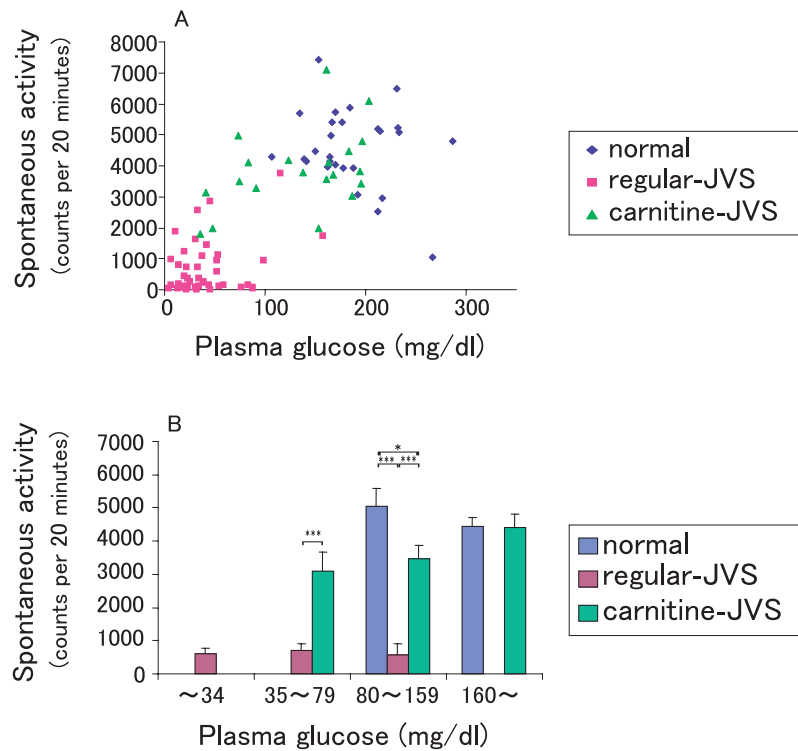 A
Spontaneous activity
(counts per 20 minutes)
8000
7000
6000
5000
4000
3000
2000
1000
0
0
100
200
300
Plasma glucose (mg/dl)
normal
regular-JVS
carnitine-JVS
B
Spontaneous activity
(counts per 20 minutes)
7000
6000
5000
4000
3000
2000
1000
0
***
*
*** ***
～34 35～79 80～159 160～
Plasma glucose (mg/dl)
normal
regular-JVS
carnitine-JVS